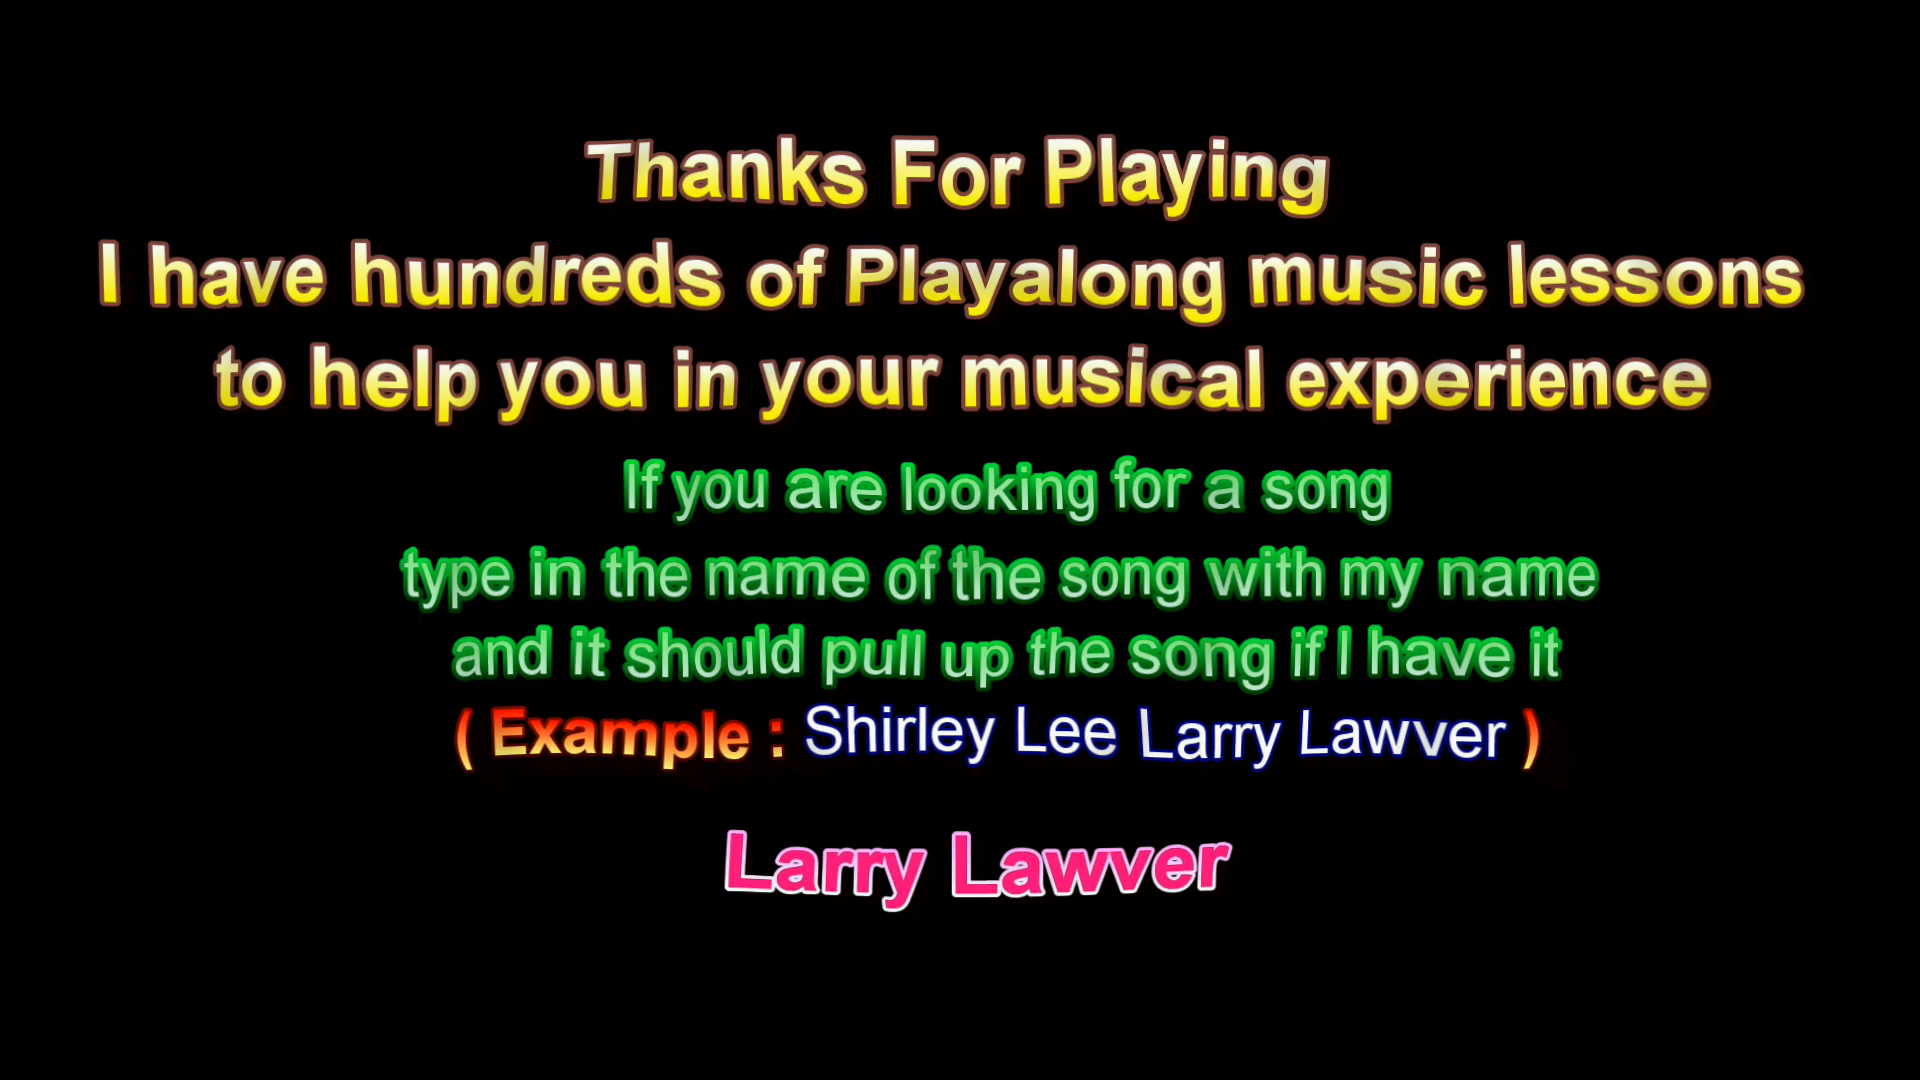 Thanks For Playing
I have hundreds of Playalong music lessons
to help you in your musical experience
If you are looking for a song
type in the name of the song with my name
and it should pull up the song if I have it
( Example : Shirley Lee Larry Lawver )
Larry Lawver